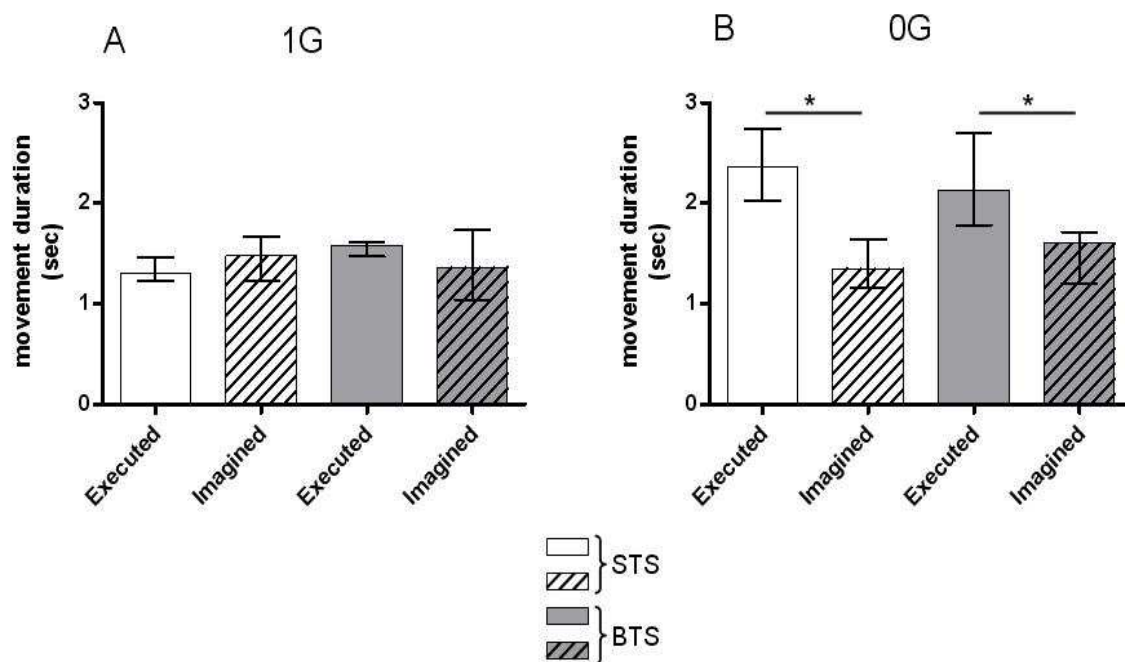 A 1G
movement duration
(sec)
3
2
1
0
Executed
Imagined
Executed
Imagined
B 0G
movement duration
(sec)
3
2
1
0
*
*
Executed
Imagined
Executed
Imagined
STS
BTS